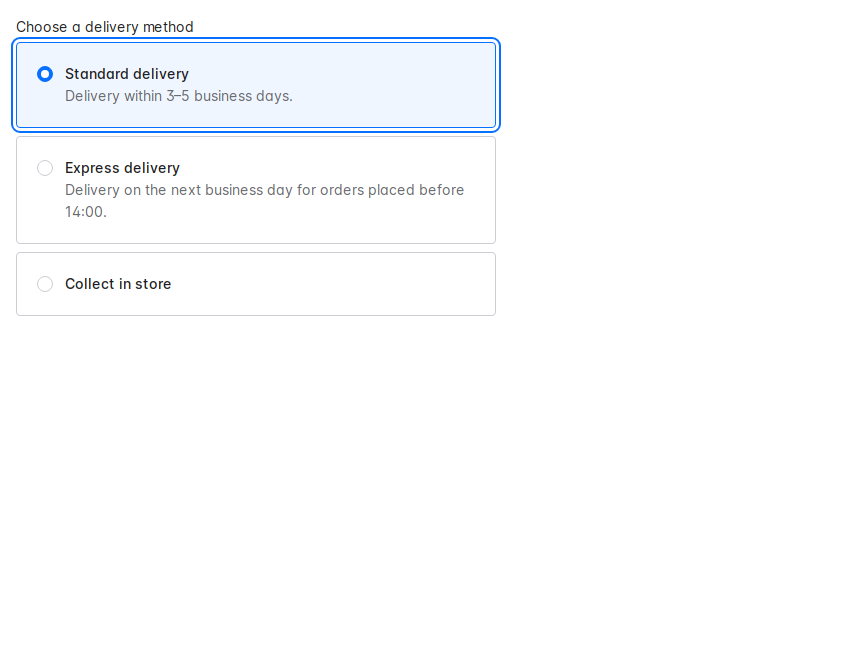 Choose a delivery method
Standard delivery
Delivery within 3–5 business days.
Express delivery
Delivery on the next business day for orders placed before
14:00.
Collect in store